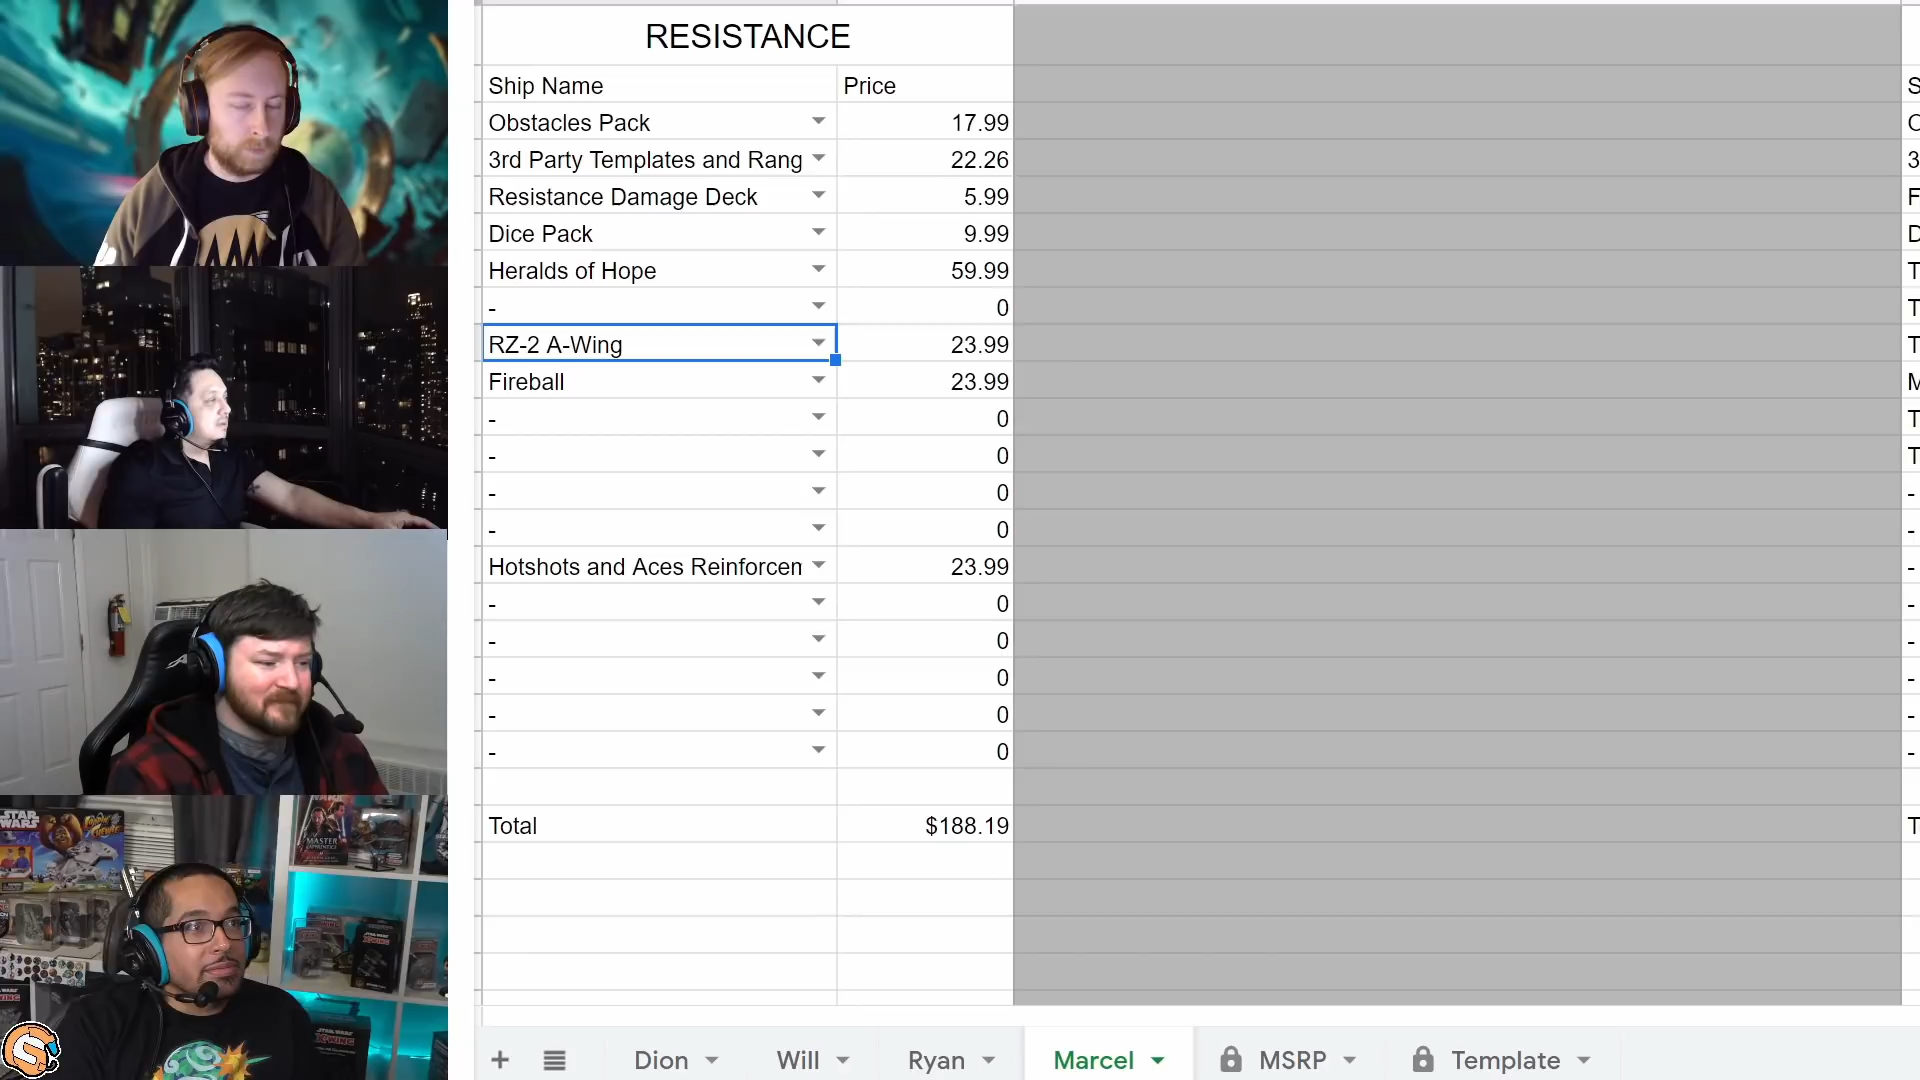 RESISTANCE
Ship Name Price
Obstacles Pack 17.99
3rd Party Templates and Rang 22.26
Resistance Damage Deck 5.99
Dice Pack 9.99
Heralds of Hope 59.99
- 0
RZ-2 A-Wing 23.99
Fireball 23.99
- 0
- 0
- 0
- 0
Hotshots and Aces Reinforcen 23.99
- 0
- 0
- 0
- 0
- 0
Total $188.19
+ Dion Will Ryan Marcel MSRP Template
STAR WARS
MASTER